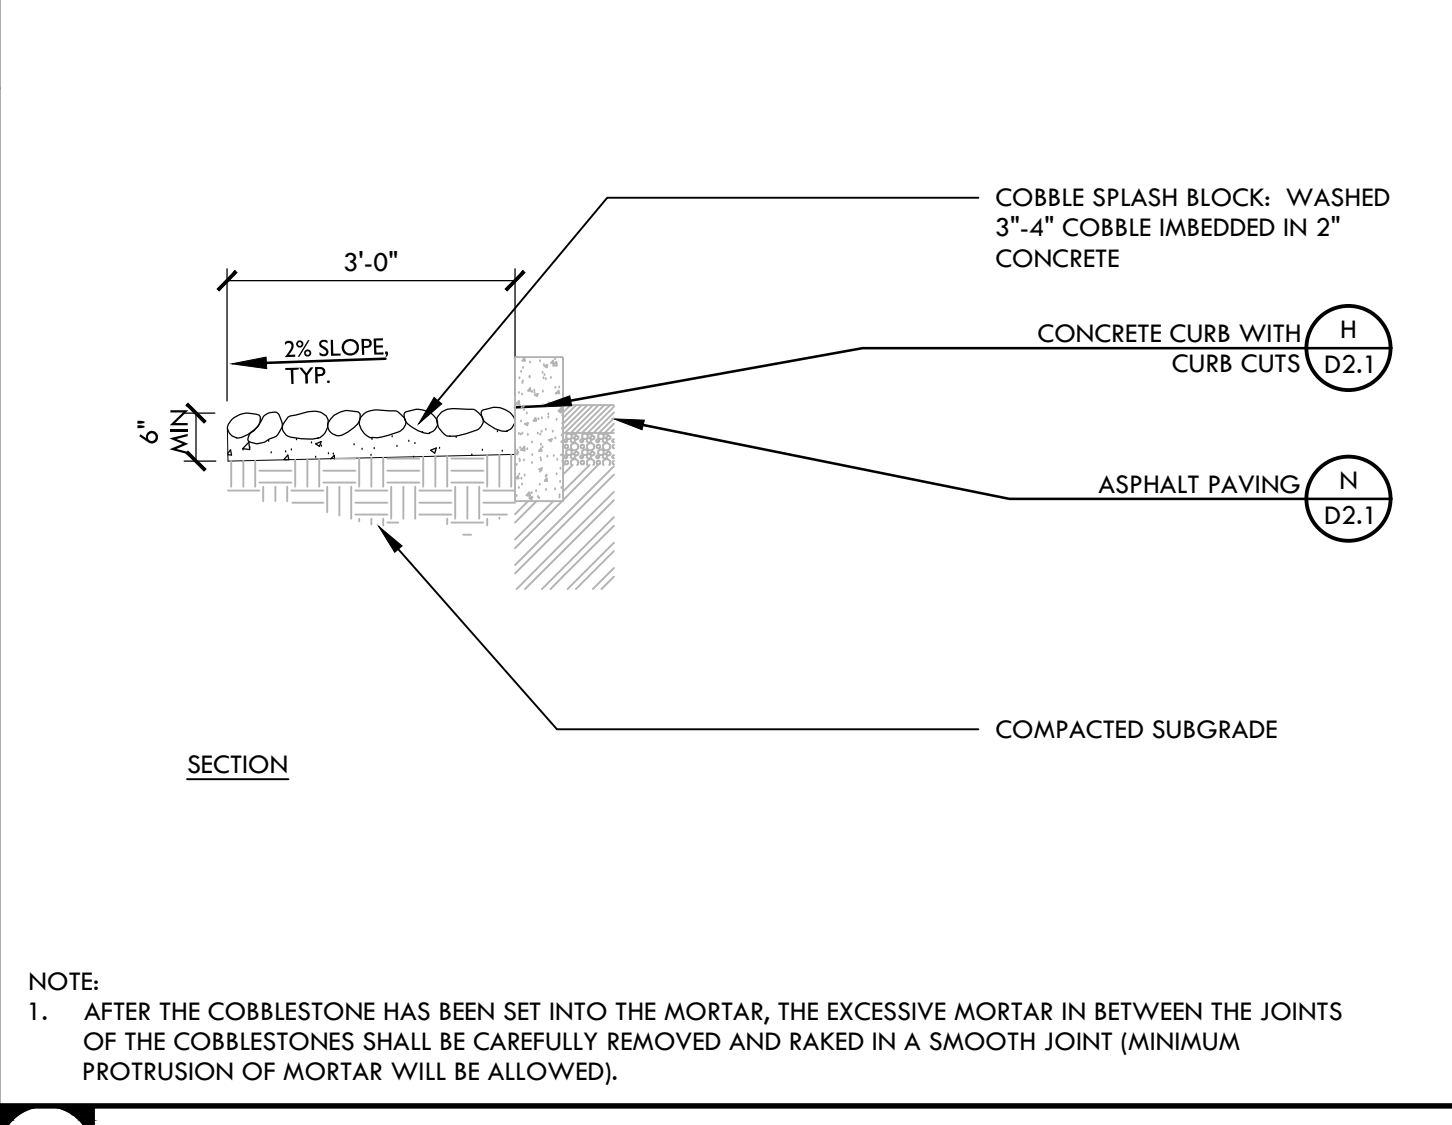 COBBLE SPLASH BLOCK: WASHED
3"-4" COBBLE IMBEDDED IN 2"
CONCRETE
3'-0"
2% SLOPE,
TYP.
6"
MIN
CONCRETE CURB WITH
CURB CUTS
H
D2.1
ASPHALT PAVING
N
D2.1
COMPACTED SUBGRADE
SECTION
NOTE:
1. AFTER THE COBBLESTONE HAS BEEN SET INTO THE MORTAR, THE EXCESSIVE MORTAR IN BETWEEN THE JOINTS
OF THE COBBLESTONES SHALL BE CAREFULLY REMOVED AND RAKED IN A SMOOTH JOINT (MINIMUM
PROTRUSION OF MORTAR WILL BE ALLOWED).